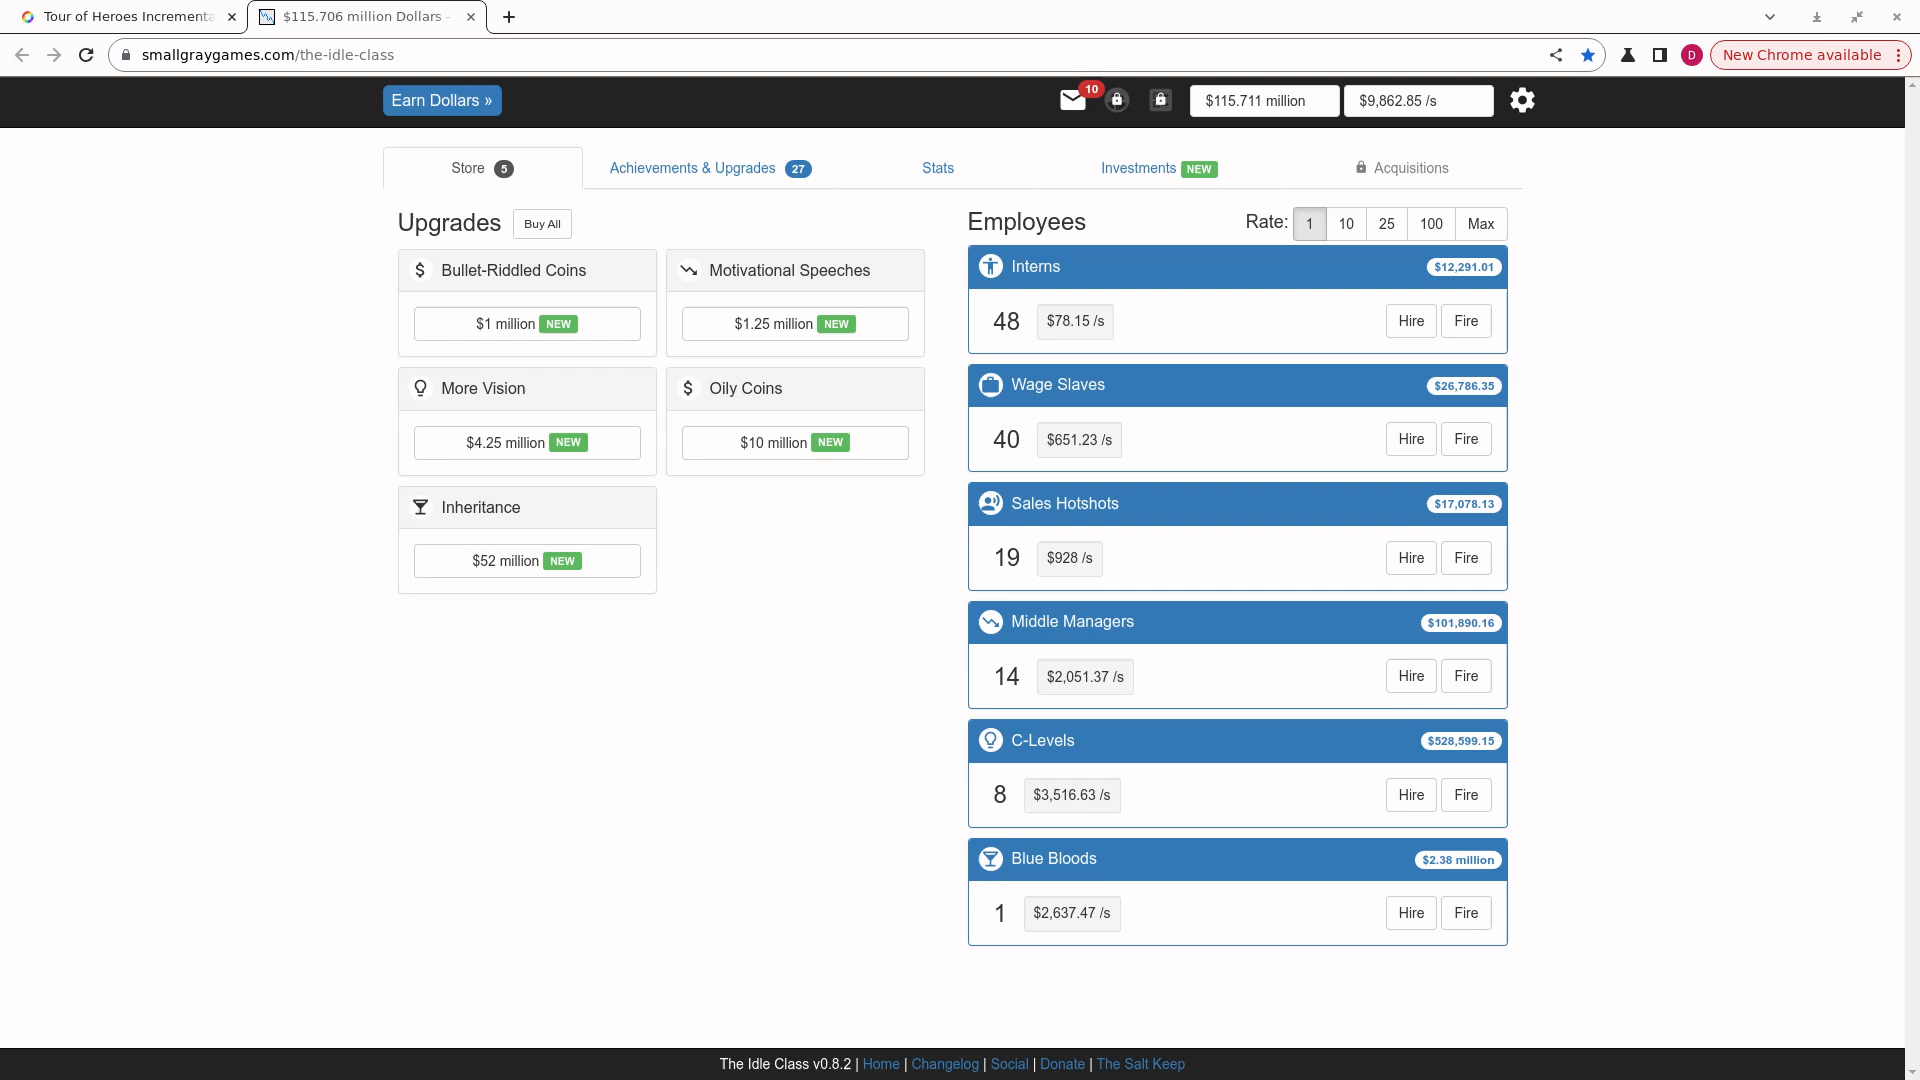 Tour of Heroes Incrementa
$115.706 million Dollars -
smallgraygames.com/the-idle-class
D
New Chrome available
Earn Dollars »
10
$115.711 million
$9,862.85 /s
Store 5
Achievements & Upgrades 27
Stats
Investments NEW
Acquisitions
Upgrades
Buy All
Bullet-Riddled Coins
$1 million NEW
Motivational Speeches
$1.25 million NEW
More Vision
$4.25 million NEW
Oily Coins
$10 million NEW
Inheritance
$52 million NEW
Employees
Rate: 1 10 25 100 Max
Interns
$12,291.01
48 $78.15 /s Hire Fire
Wage Slaves
$26,786.35
40 $651.23 /s Hire Fire
Sales Hotshots
$17,078.13
19 $928 /s Hire Fire
Middle Managers
$101,890.16
14 $2,051.37 /s Hire Fire
C-Levels
$528,599.15
8 $3,516.63 /s Hire Fire
Blue Bloods
$2.38 million
1 $2,637.47 /s Hire Fire
The Idle Class v0.8.2 | Home | Changelog | Social | Donate | The Salt Keep